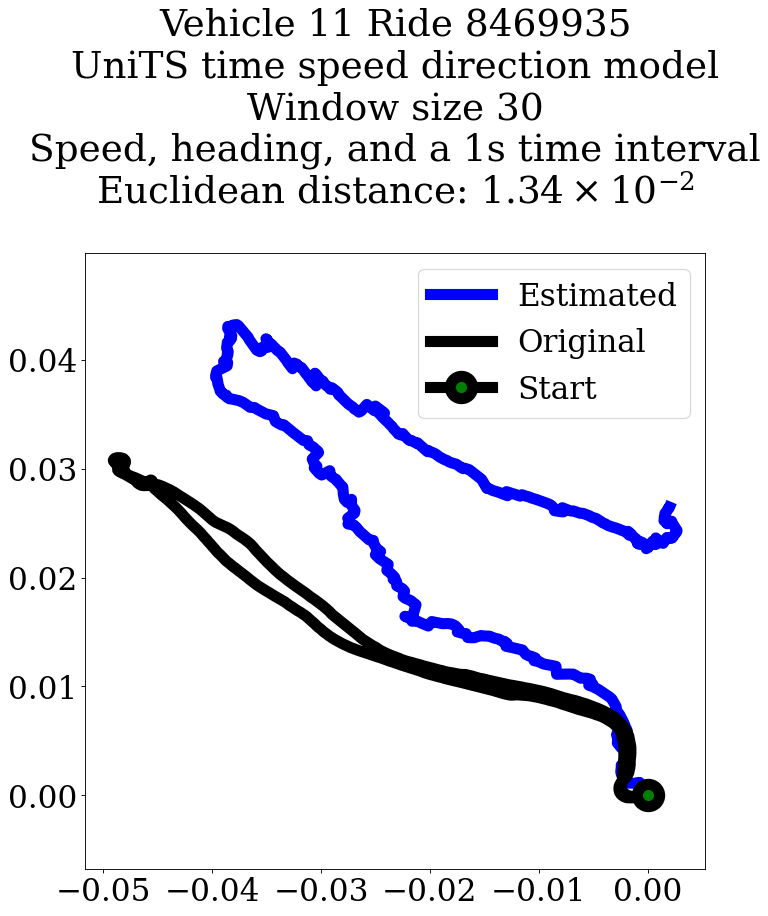 Vehicle 11 Ride 8469935
UniTS time speed direction model
Window size 30
Speed, heading, and a 1s time interval
Euclidean distance: 1.34 × 10⁻²
Estimated
Original
Start
0.04
0.03
0.02
0.01
0.00
−0.05 −0.04 −0.03 −0.02 −0.01 0.00